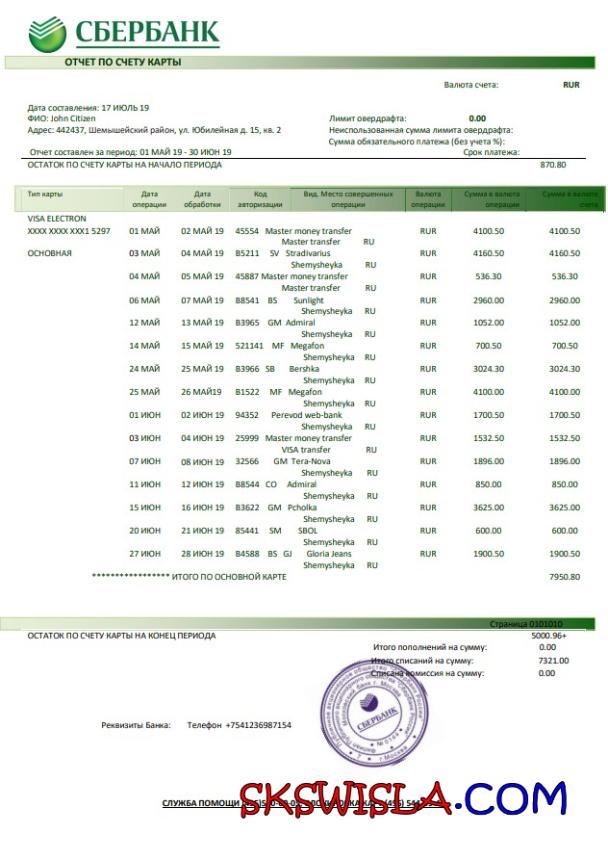 СБЕРБАНК
ОТЧЕТ ПО СЧЕТУ КАРТЫ
Валюта счета: RUR
Дата составления: 17 ИЮЛЬ 19
ФИО: John Citizen
Лимит овердрафта: 0.00
Адрес: 442437, Шемышейский район, ул. Юбилейная д. 15, кв. 2
Неиспользованная сумма лимита овердрафта:
Сумма обязательного платежа (без учета %):
Отчет составлен за период: 01 МАЙ 19 - 30 ИЮН 19
Срок платежа:
ОСТАТОК ПО СЧЕТУ КАРТЫ НА НАЧАЛО ПЕРИОДА 870.80
Тип карты Дата операции Дата обработки Код авторизации Вид. Место совершенных операции Валюта операции Сумма в валюта операции Сумма в валюта счета
VISA ELECTRON
XXXX XXXX XXX1 5297 01 МАЙ 02 МАЙ 19 45554 Master money transfer RUR 4100.50 4100.50
Master transfer RU
ОСНОВНАЯ 03 МАЙ 04 МАЙ 19 B5211 SV Stradivarius RUR 4160.50 4160.50
Shemysheyka RU
04 МАЙ 05 МАЙ 19 45887 Master money transfer RUR 536.30 536.30
Master transfer RU
06 МАЙ 07 МАЙ 19 B8541 BS Sunlight RUR 2960.00 2960.00
Shemysheyka RU
12 МАЙ 13 МАЙ 19 B3965 GM Admiral RUR 1052.00 1052.00
Shemysheyka RU
14 МАЙ 15 МАЙ 19 521141 MF Megafon RUR 700.50 700.50
Shemysheyka RU
24 МАЙ 25 МАЙ 19 B3966 SB Bershka RUR 3024.30 3024.30
Shemysheyka RU
25 МАЙ 26 МАЙ19 B1522 MF Megafon RUR 4100.00 4100.00
Shemysheyka RU
01 ИЮН 02 ИЮН 19 94352 Perevod web-bank RUR 1700.50 1700.50
Shemysheyka RU
03 ИЮН 04 ИЮН 19 25999 Master money transfer RUR 1532.50 1532.50
VISA transfer RU
07 ИЮН 08 ИЮН 19 32566 GM Tera-Nova RUR 1896.00 1896.00
Shemysheyka RU
11 ИЮН 12 ИЮН 19 B8544 CO Admiral RUR 850.00 850.00
Shemysheyka RU
15 ИЮН 16 ИЮН 19 B3622 GM Pcholka RUR 3625.00 3625.00
Shemysheyka RU
20 ИЮН 21 ИЮН 19 85441 SM SBOL RUR 600.00 600.00
Shemysheyka RU
27 ИЮН 28 ИЮН 19 B4588 BS GJ Gloria Jeans RUR 1900.50 1900.50
Shemysheyka RU
***************** ИТОГО ПО ОСНОВНОЙ КАРТЕ 7950.80
Страница 0101010
ОСТАТОК ПО СЧЕТУ КАРТЫ НА КОНЕЦ ПЕРИОДА 5000.96+
Итого пополнений на сумму: 0.00
Итого списаний на сумму: 7321.00
Списана комиссия на сумму: 0.00
СБЕРБАНК
г.Москва
Реквизиты Банка: Телефон +7541236987154
СЛУЖБА ПОМОЩИ
SKSWISLA.COM